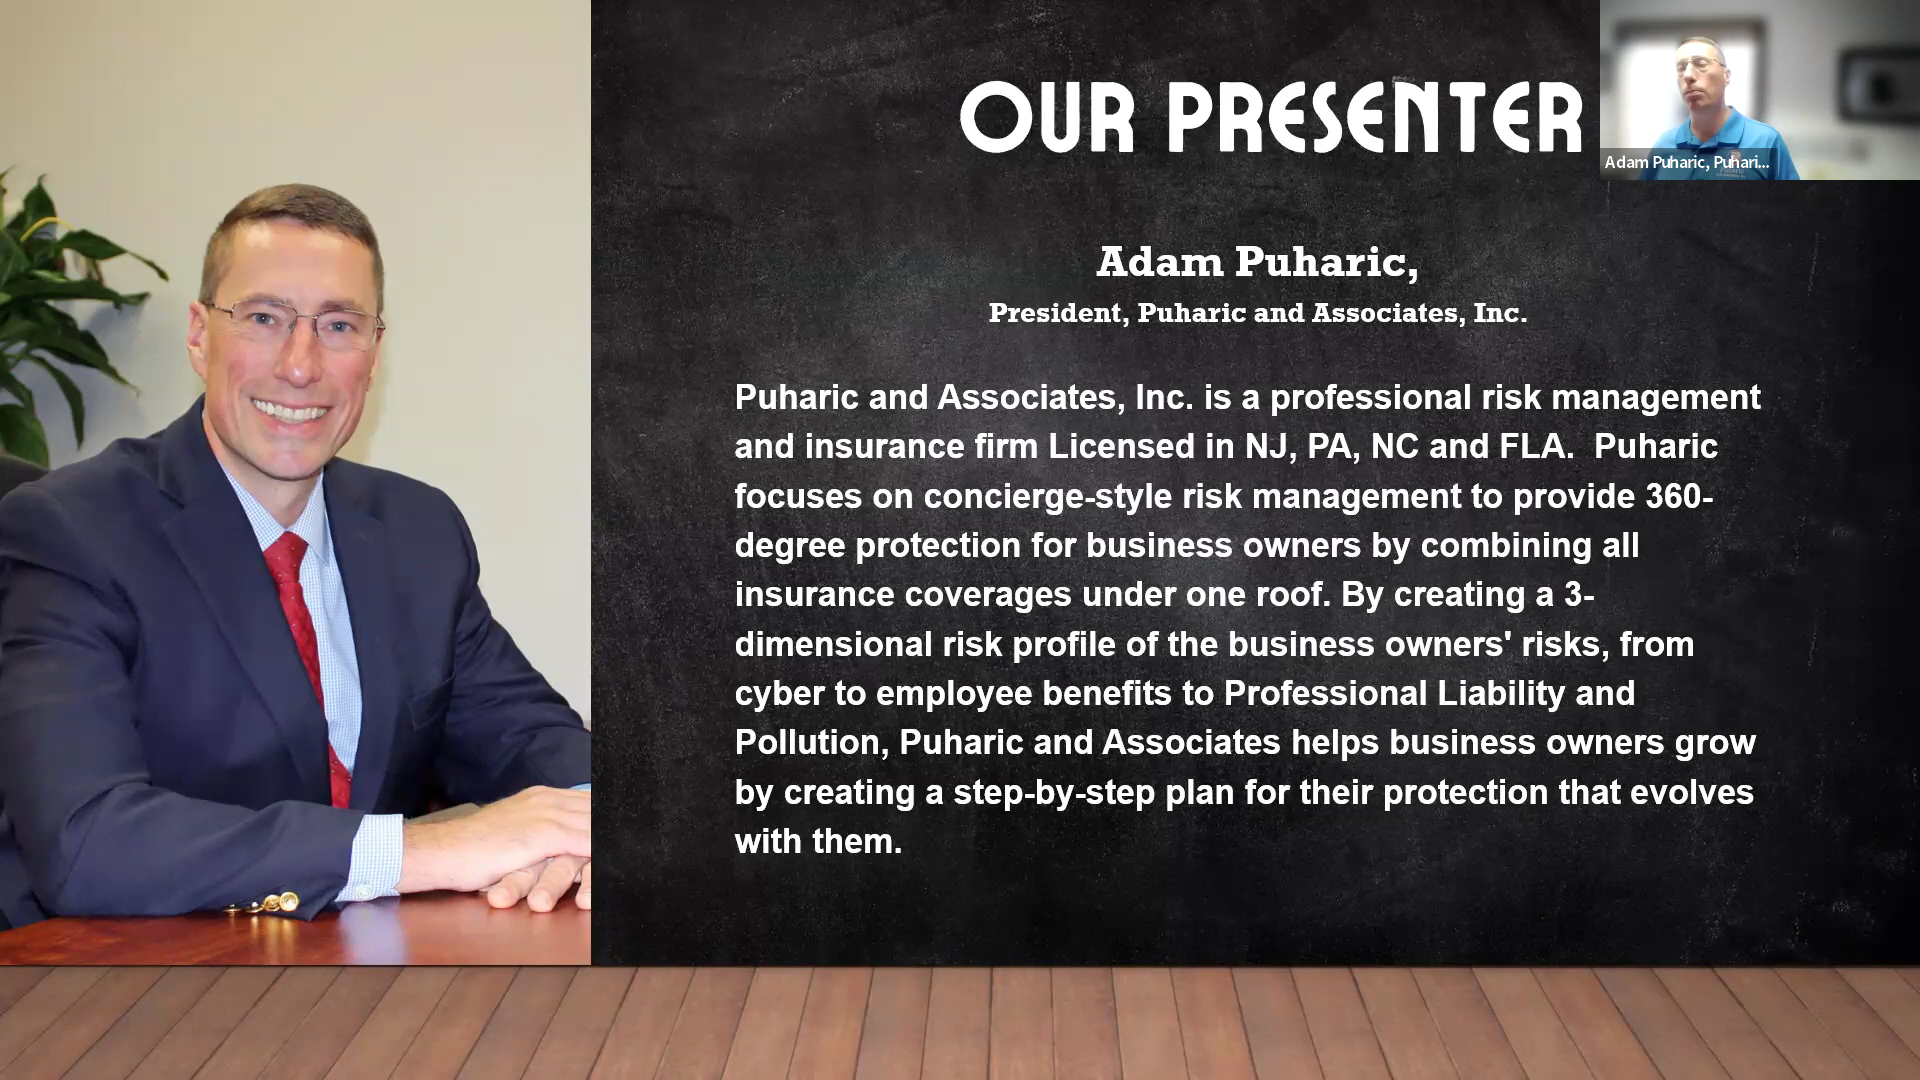 OUR PRESENTER
Adam Puharic, Puhari...
Adam Puharic,
President, Puharic and Associates, Inc.
Puharic and Associates, Inc. is a professional risk management
and insurance firm Licensed in NJ, PA, NC and FLA.  Puharic
focuses on concierge-style risk management to provide 360-
degree protection for business owners by combining all
insurance coverages under one roof. By creating a 3-
dimensional risk profile of the business owners' risks, from
cyber to employee benefits to Professional Liability and
Pollution, Puharic and Associates helps business owners grow
by creating a step-by-step plan for their protection that evolves
with them.